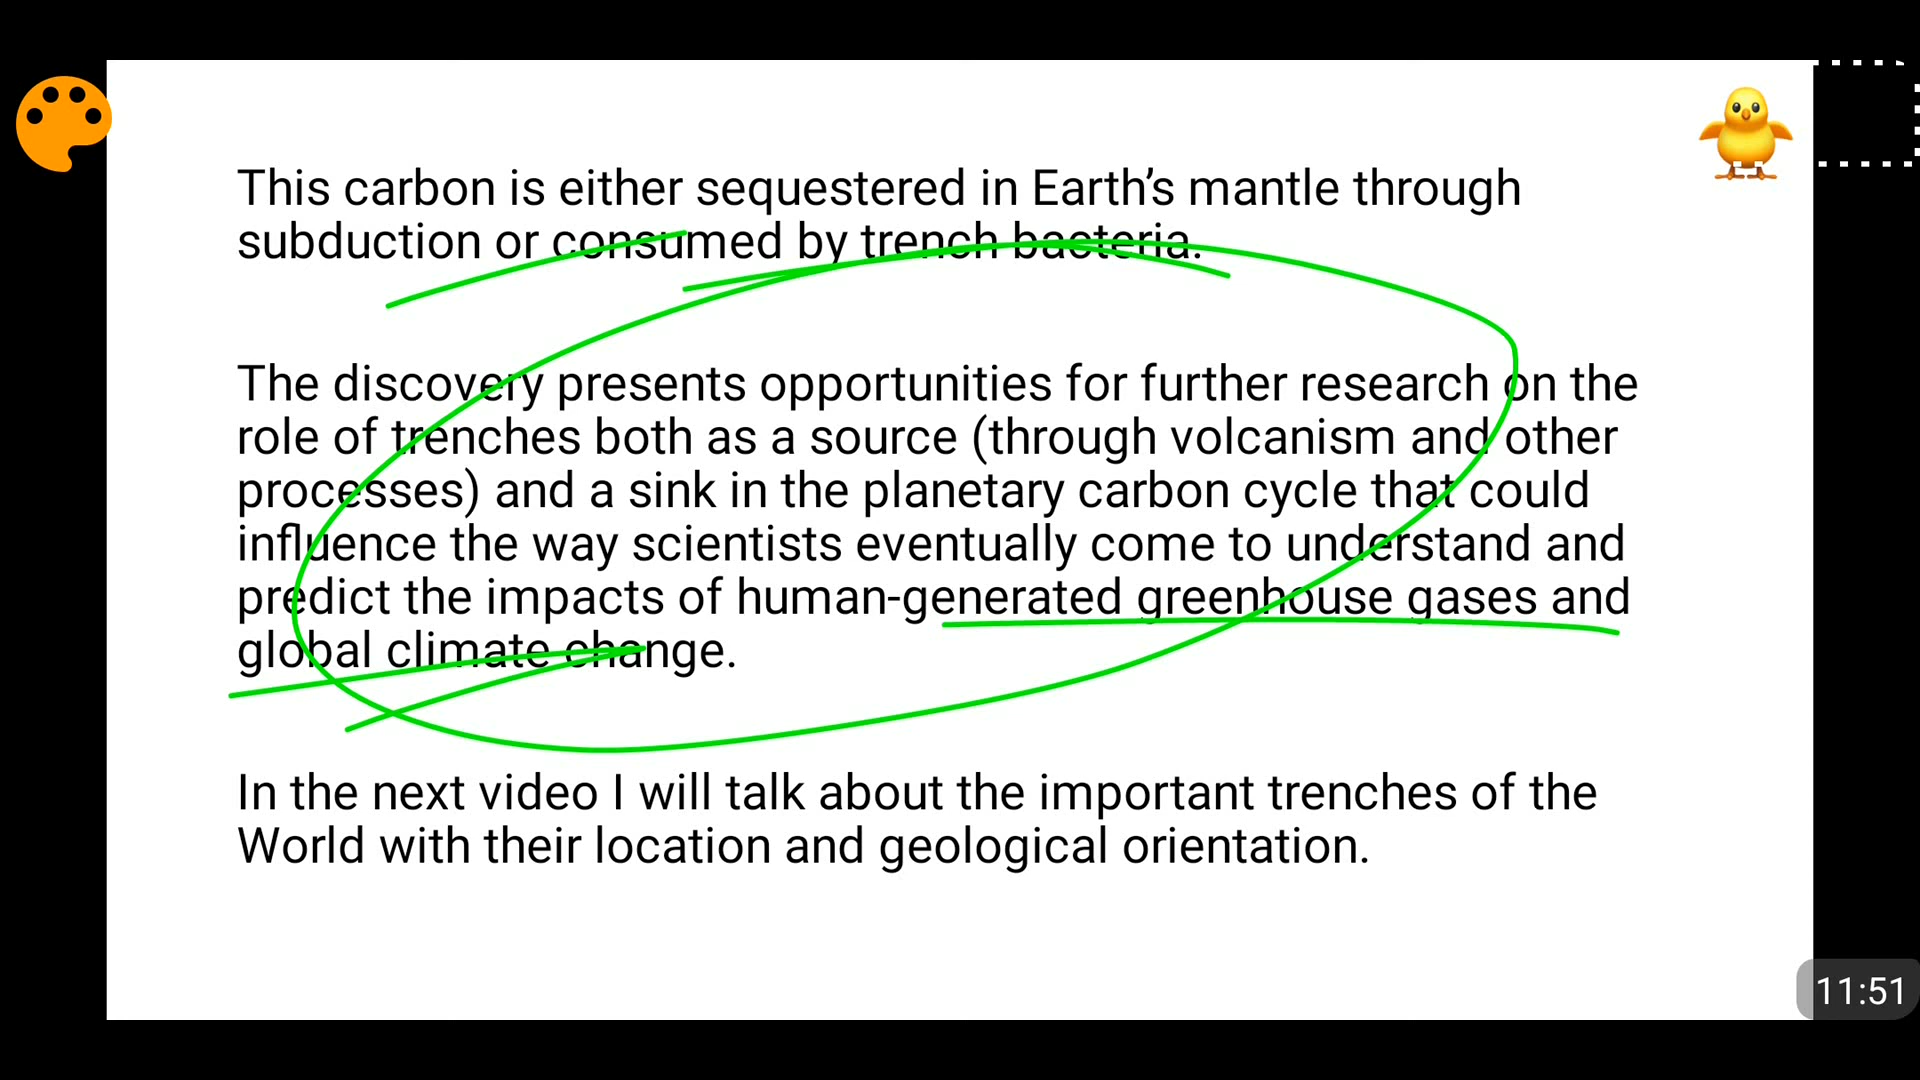 This carbon is either sequestered in Earth’s mantle through
subduction or consumed by trench bacteria.
The discovery presents opportunities for further research on the
role of trenches both as a source (through volcanism and other
processes) and a sink in the planetary carbon cycle that could
influence the way scientists eventually come to understand and
predict the impacts of human-generated greenhouse gases and
global climate change.
In the next video I will talk about the important trenches of the
World with their location and geological orientation.
11:51